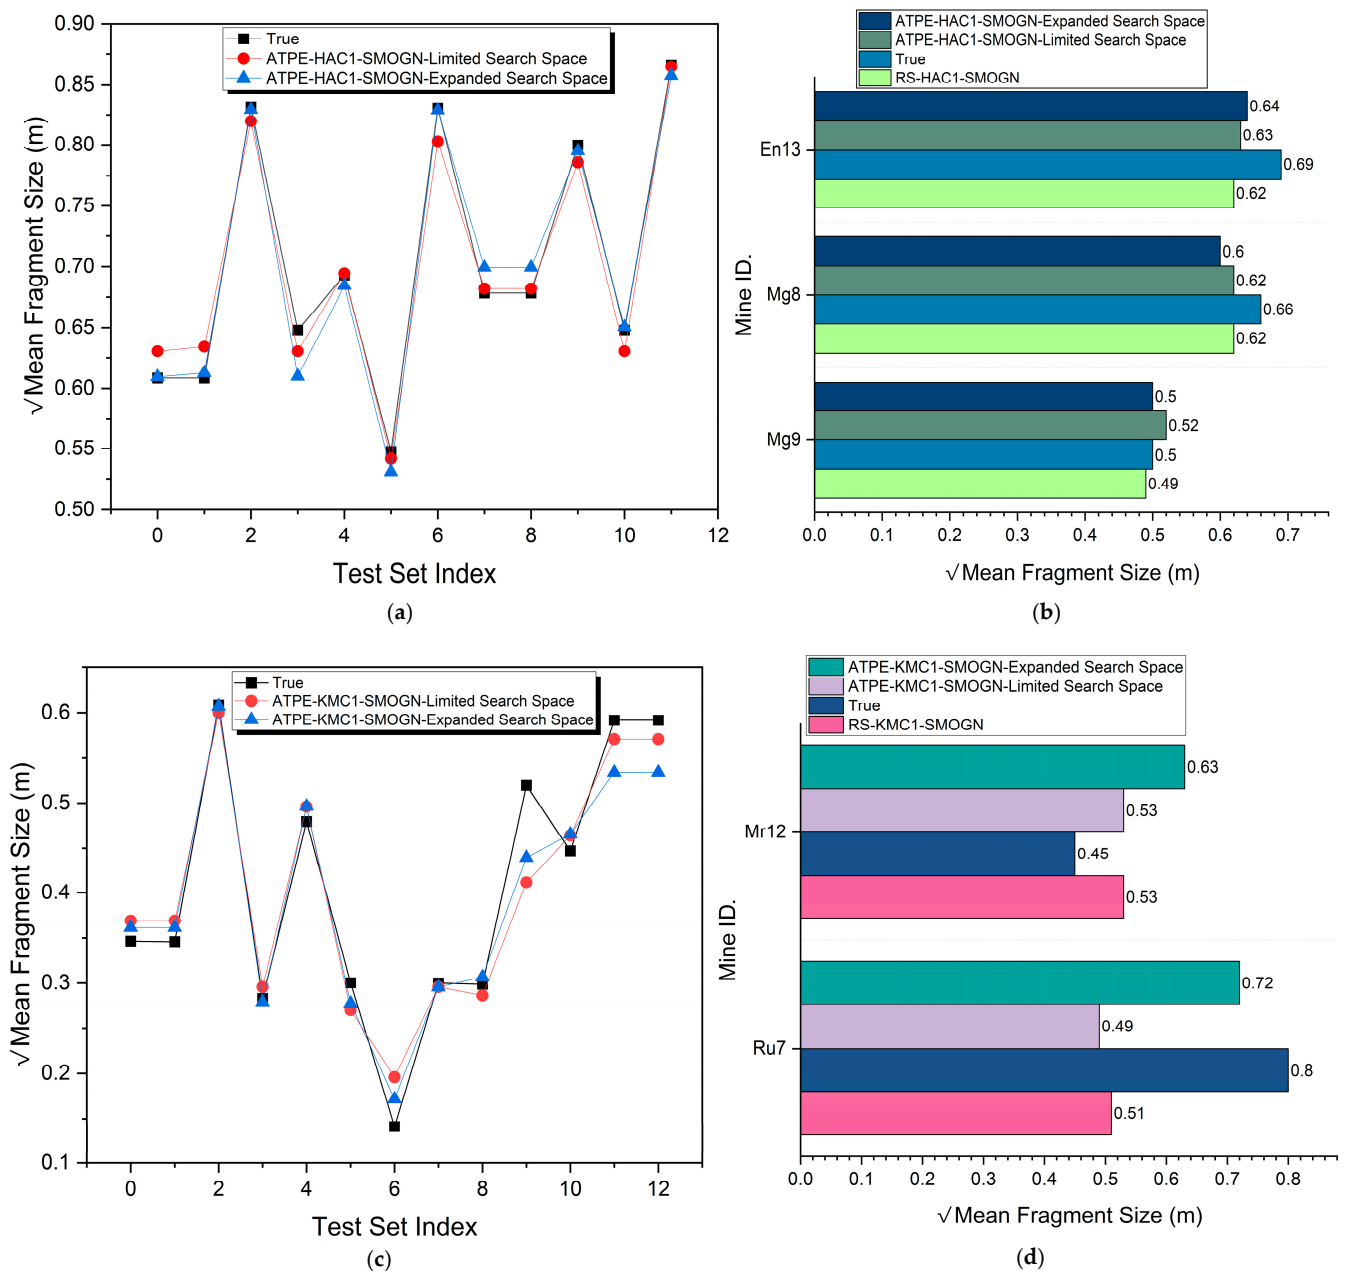 True
ATPE-HAC1-SMOGN-Limited Search Space
ATPE-HAC1-SMOGN-Expanded Search Space
0.90
0.85
0.80
0.75
0.70
0.65
0.60
0.55
0.50
√Mean Fragment Size (m)
0 2 4 6 8 10 12
Test Set Index
(a)
ATPE-HAC1-SMOGN-Expanded Search Space
ATPE-HAC1-SMOGN-Limited Search Space
True
RS-HAC1-SMOGN
Mine ID.
En13
0.64
0.63
0.69
0.62
Mg8
0.6
0.62
0.66
0.62
Mg9
0.5
0.52
0.5
0.49
0.0 0.1 0.2 0.3 0.4 0.5 0.6 0.7
√Mean Fragment Size (m)
(b)
True
ATPE-KMC1-SMOGN-Limited Search Space
ATPE-KMC1-SMOGN-Expanded Search Space
0.6
0.5
0.4
0.3
0.2
0.1
√Mean Fragment Size (m)
0 2 4 6 8 10 12
Test Set Index
(c)
ATPE-KMC1-SMOGN-Expanded Search Space
ATPE-KMC1-SMOGN-Limited Search Space
True
RS-KMC1-SMOGN
Mine ID.
Mr12
0.63
0.53
0.45
0.53
Ru7
0.72
0.49
0.8
0.51
0.0 0.1 0.2 0.3 0.4 0.5 0.6 0.7 0.8
√Mean Fragment Size (m)
(d)